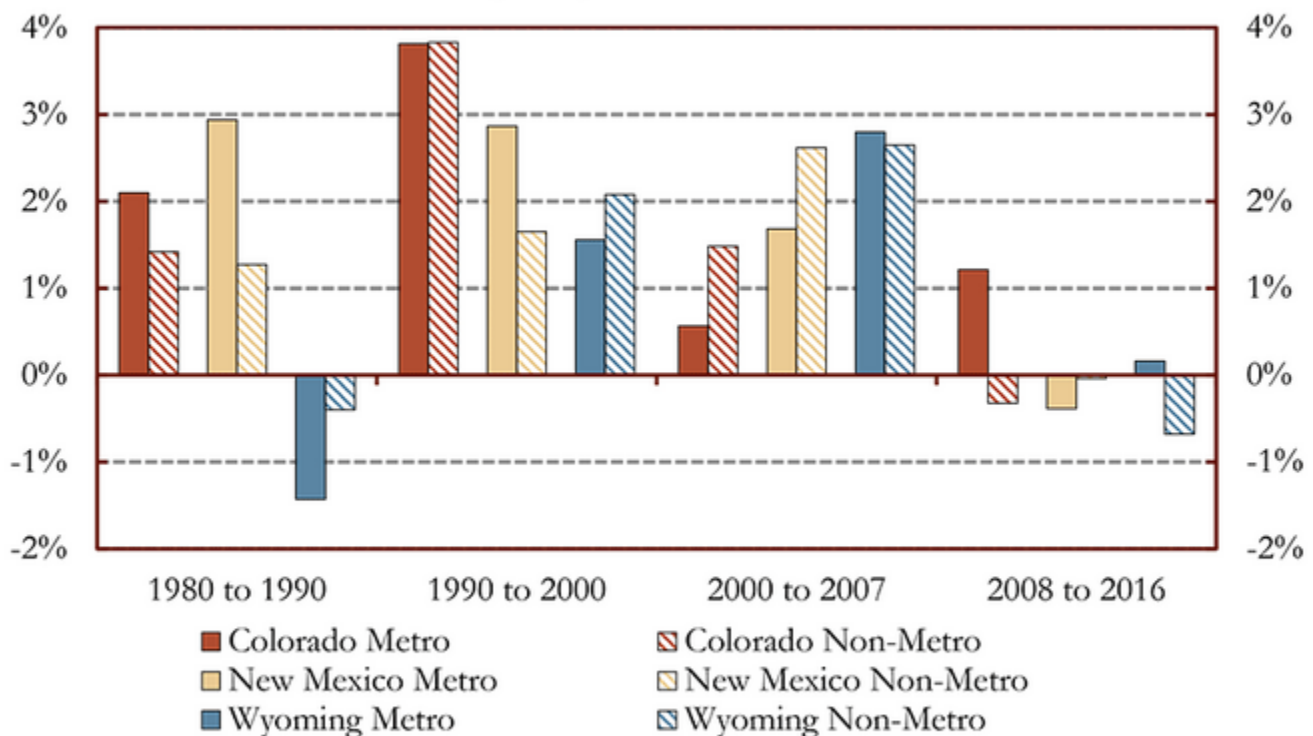 4% 4%
3% 3%
2% 2%
1% 1%
0% 0%
-1% -1%
-2% -2%
1980 to 1990 1990 to 2000 2000 to 2007 2008 to 2016
Colorado Metro Colorado Non-Metro
New Mexico Metro New Mexico Non-Metro
Wyoming Metro Wyoming Non-Metro